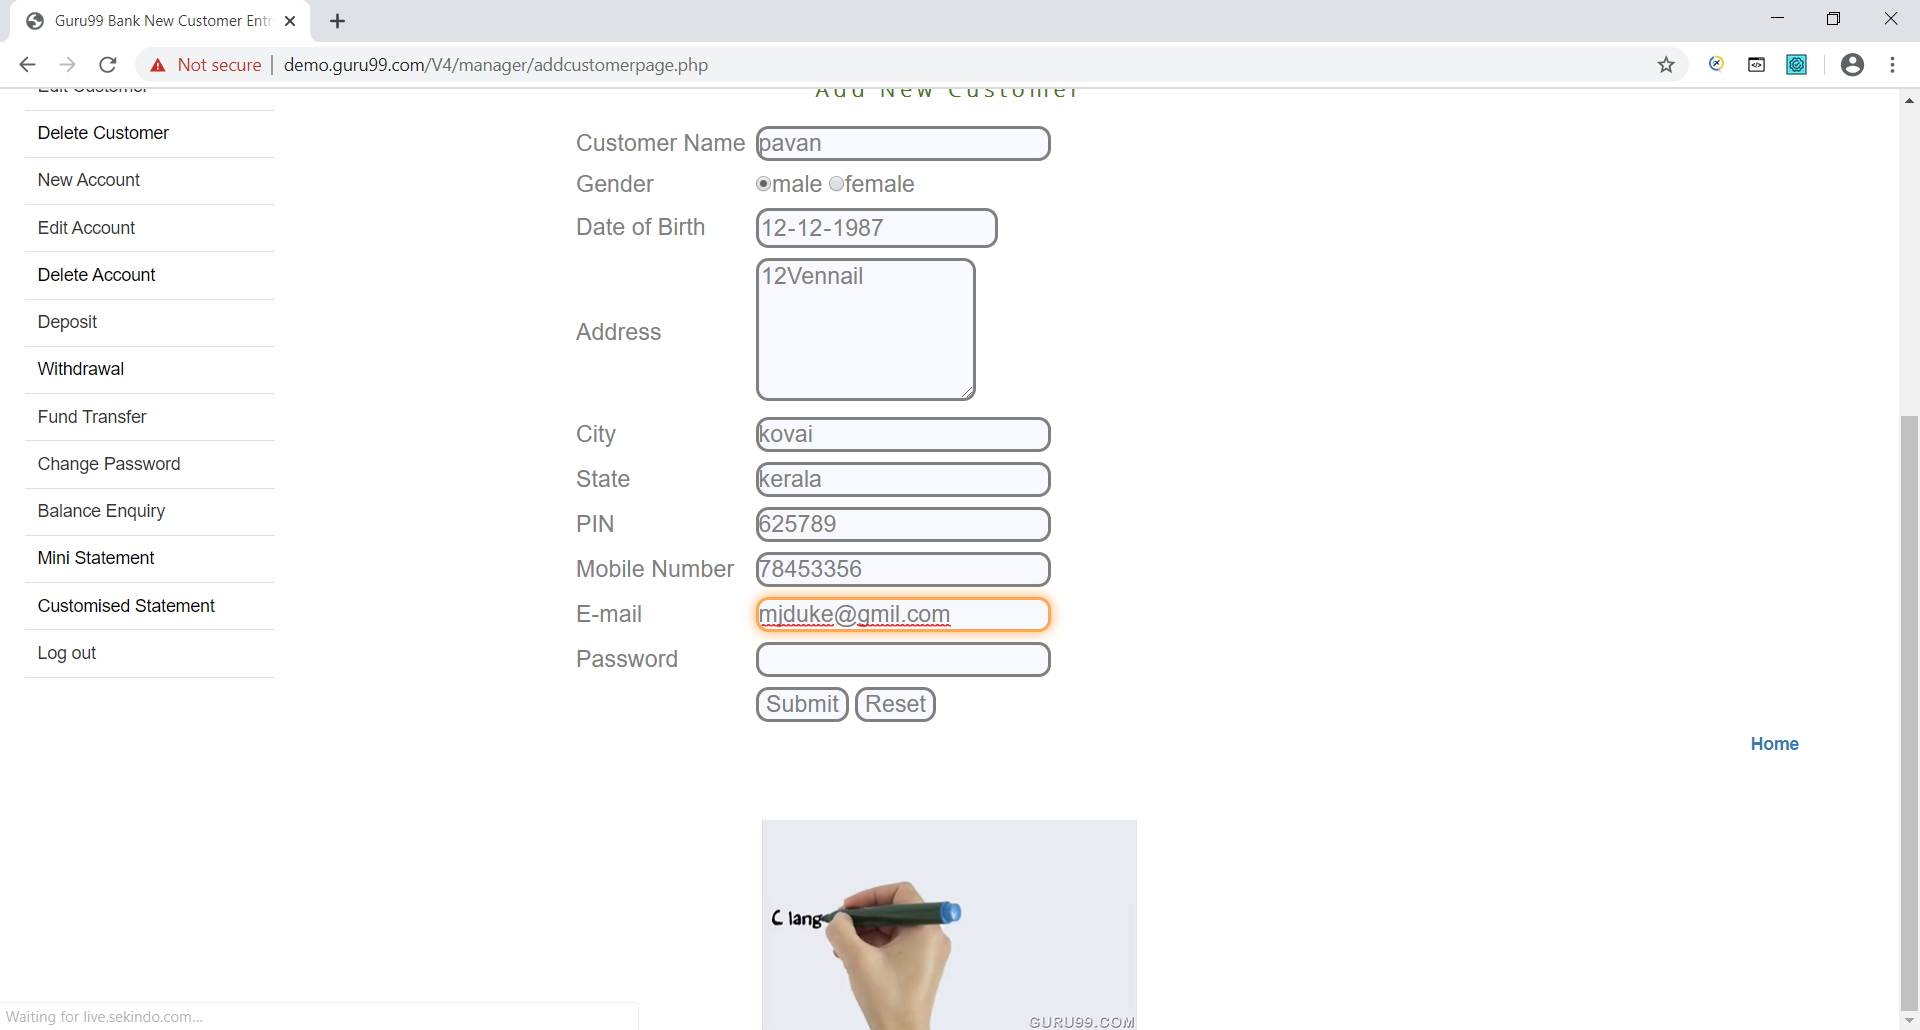 Guru99 Bank New Customer Entr
Not secure
demo.guru99.com/V4/manager/addcustomerpage.php
Edit Customer
Delete Customer
New Account
Edit Account
Delete Account
Deposit
Withdrawal
Fund Transfer
Change Password
Balance Enquiry
Mini Statement
Customised Statement
Log out
Add New Customer
Customer Name pavan
Gender male female
Date of Birth 12-12-1987
Address 12Vennail
City kovai
State kerala
PIN 625789
Mobile Number 78453356
E-mail mjduke@gmil.com
Password
Submit Reset
Home
C lang
GURU99.COM
Waiting for live.sekindo.com...